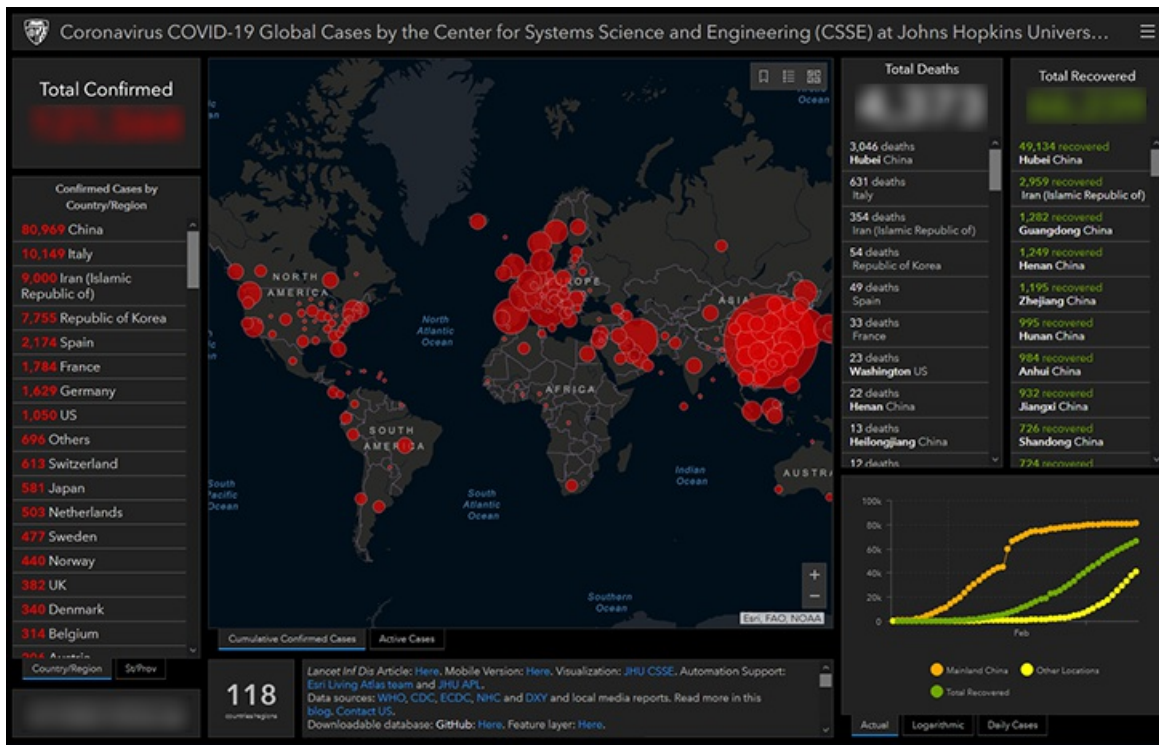 Coronavirus COVID-19 Global Cases by the Center for Systems Science and Engineering (CSSE) at Johns Hopkins Univers...
Total Confirmed
Confirmed Cases by
Country/Region
80,969 China
10,149 Italy
9,000 Iran (Islamic
Republic of)
7,755 Republic of Korea
2,174 Spain
1,784 France
1,629 Germany
1,050 US
696 Others
613 Switzerland
581 Japan
503 Netherlands
477 Sweden
440 Norway
382 UK
340 Denmark
314 Belgium
Austria
Country/Region
St/Prov
Ocean
NORTH
AMERICA
North
Atlantic
Ocean
ASIA
AFRICA
SOUTH
AMERICA
South
Pacific
Ocean
South
Atlantic
Ocean
Indian
Ocean
AUSTRA
Southern
Ocean
+
−
Esri, FAO, NOAA
Cumulative Confirmed Cases
Active Cases
118
countries/regions
Lancet Inf Dis Article: Here. Mobile Version: Here. Visualization: JHU CSSE. Automation Support:
Esri Living Atlas team and JHU APL.
Data sources: WHO, CDC, ECDC, NHC and DXY and local media reports. Read more in this
blog. Contact US.
Downloadable database: GitHub: Here. Feature layer: Here.
Total Deaths
3,046 deaths
Hubei China
631 deaths
Italy
354 deaths
Iran (Islamic Republic of)
54 deaths
Republic of Korea
49 deaths
Spain
33 deaths
France
23 deaths
Washington US
22 deaths
Henan China
13 deaths
Heilongjiang China
12 deaths
Total Recovered
49,134 recovered
Hubei China
2,959 recovered
Iran (Islamic Republic of)
1,282 recovered
Guangdong China
1,249 recovered
Henan China
1,195 recovered
Zhejiang China
995 recovered
Hunan China
984 recovered
Anhui China
932 recovered
Jiangxi China
726 recovered
Shandong China
724 recovered
100k
80k
60k
40k
20k
0
Feb
Mainland China
Other Locations
Total Recovered
Actual
Logarithmic
Daily Cases